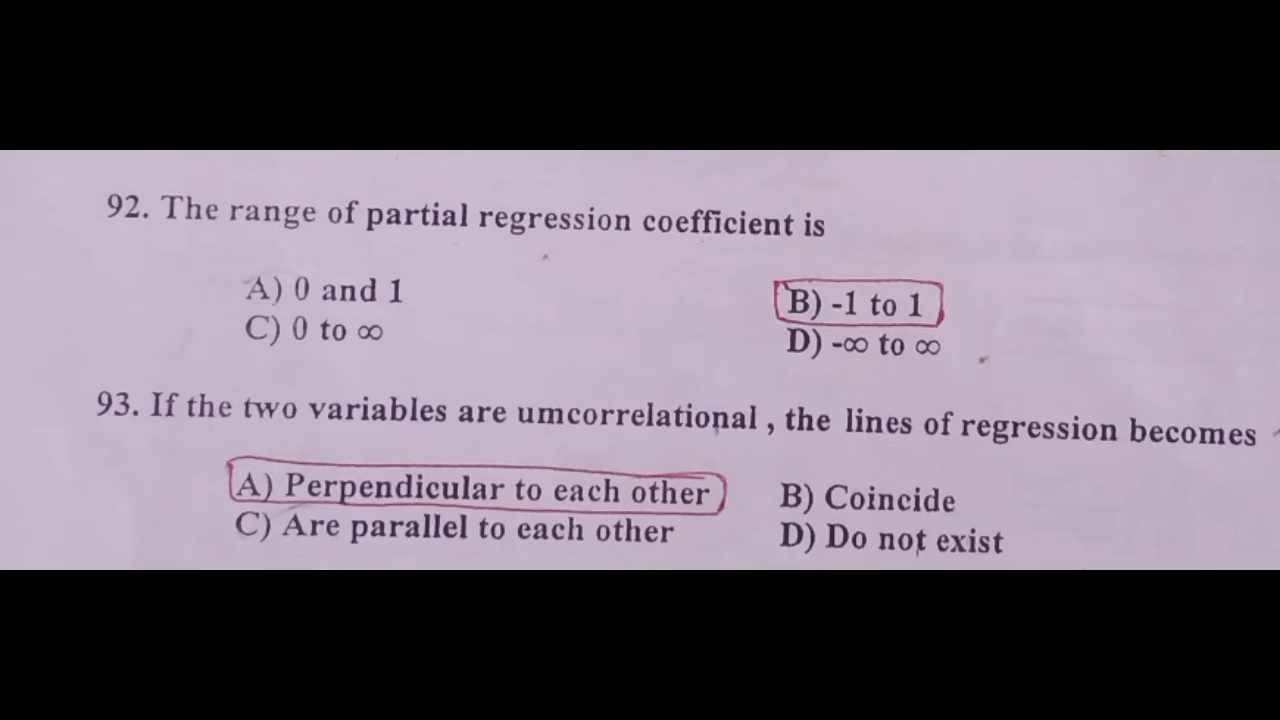 92. The range of partial regression coefficient is
A) 0 and 1 B) -1 to 1
C) 0 to ∞ D) -∞ to ∞
93. If the two variables are umcorrelational , the lines of regression becomes
A) Perpendicular to each other B) Coincide
C) Are parallel to each other D) Do not exist